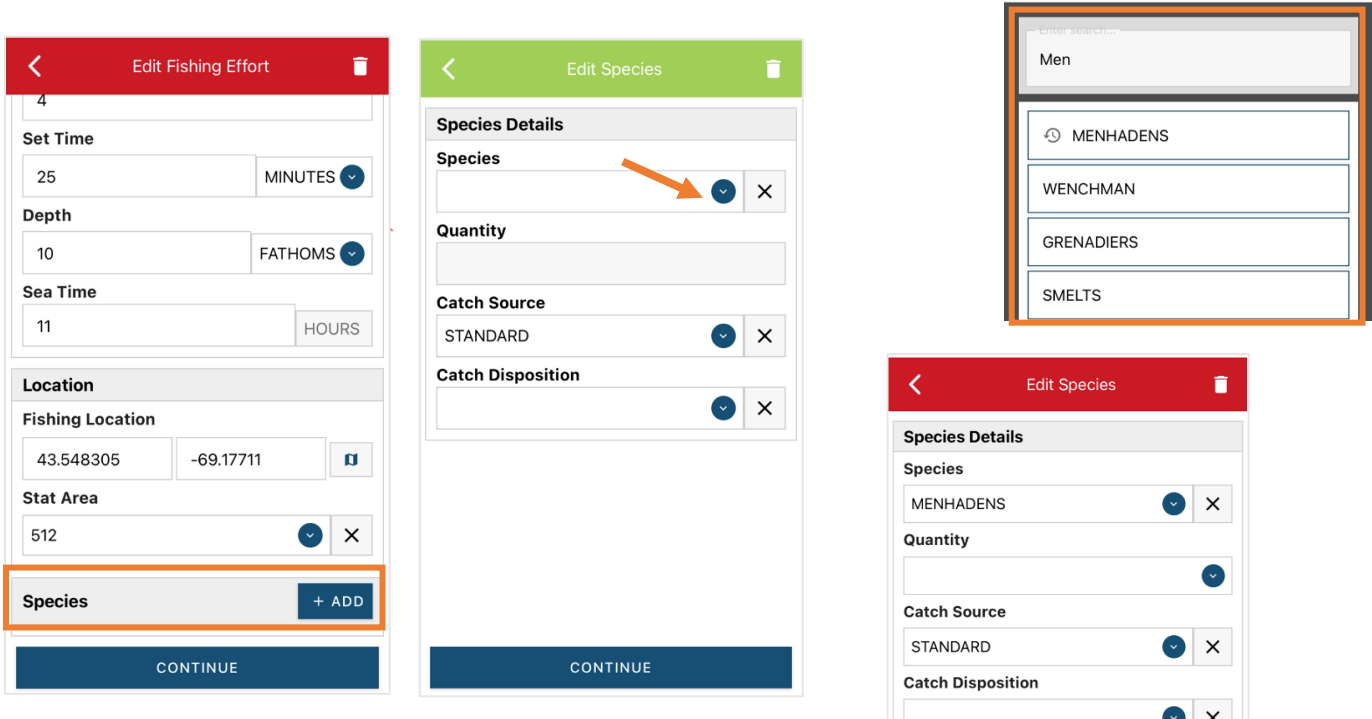 Edit Fishing Effort
4
Set Time
25 MINUTES
Depth
10 FATHOMS
Sea Time
11 HOURS
Location
Fishing Location
43.548305 -69.17711
Stat Area
512
Species + ADD
CONTINUE
Edit Species
Species Details
Species
Quantity
Catch Source
STANDARD
Catch Disposition
CONTINUE
Enter search...
Men
MENHADENS
WENCHMAN
GRENADIERS
SMELTS
Edit Species
Species Details
Species
MENHADENS
Quantity
Catch Source
STANDARD
Catch Disposition